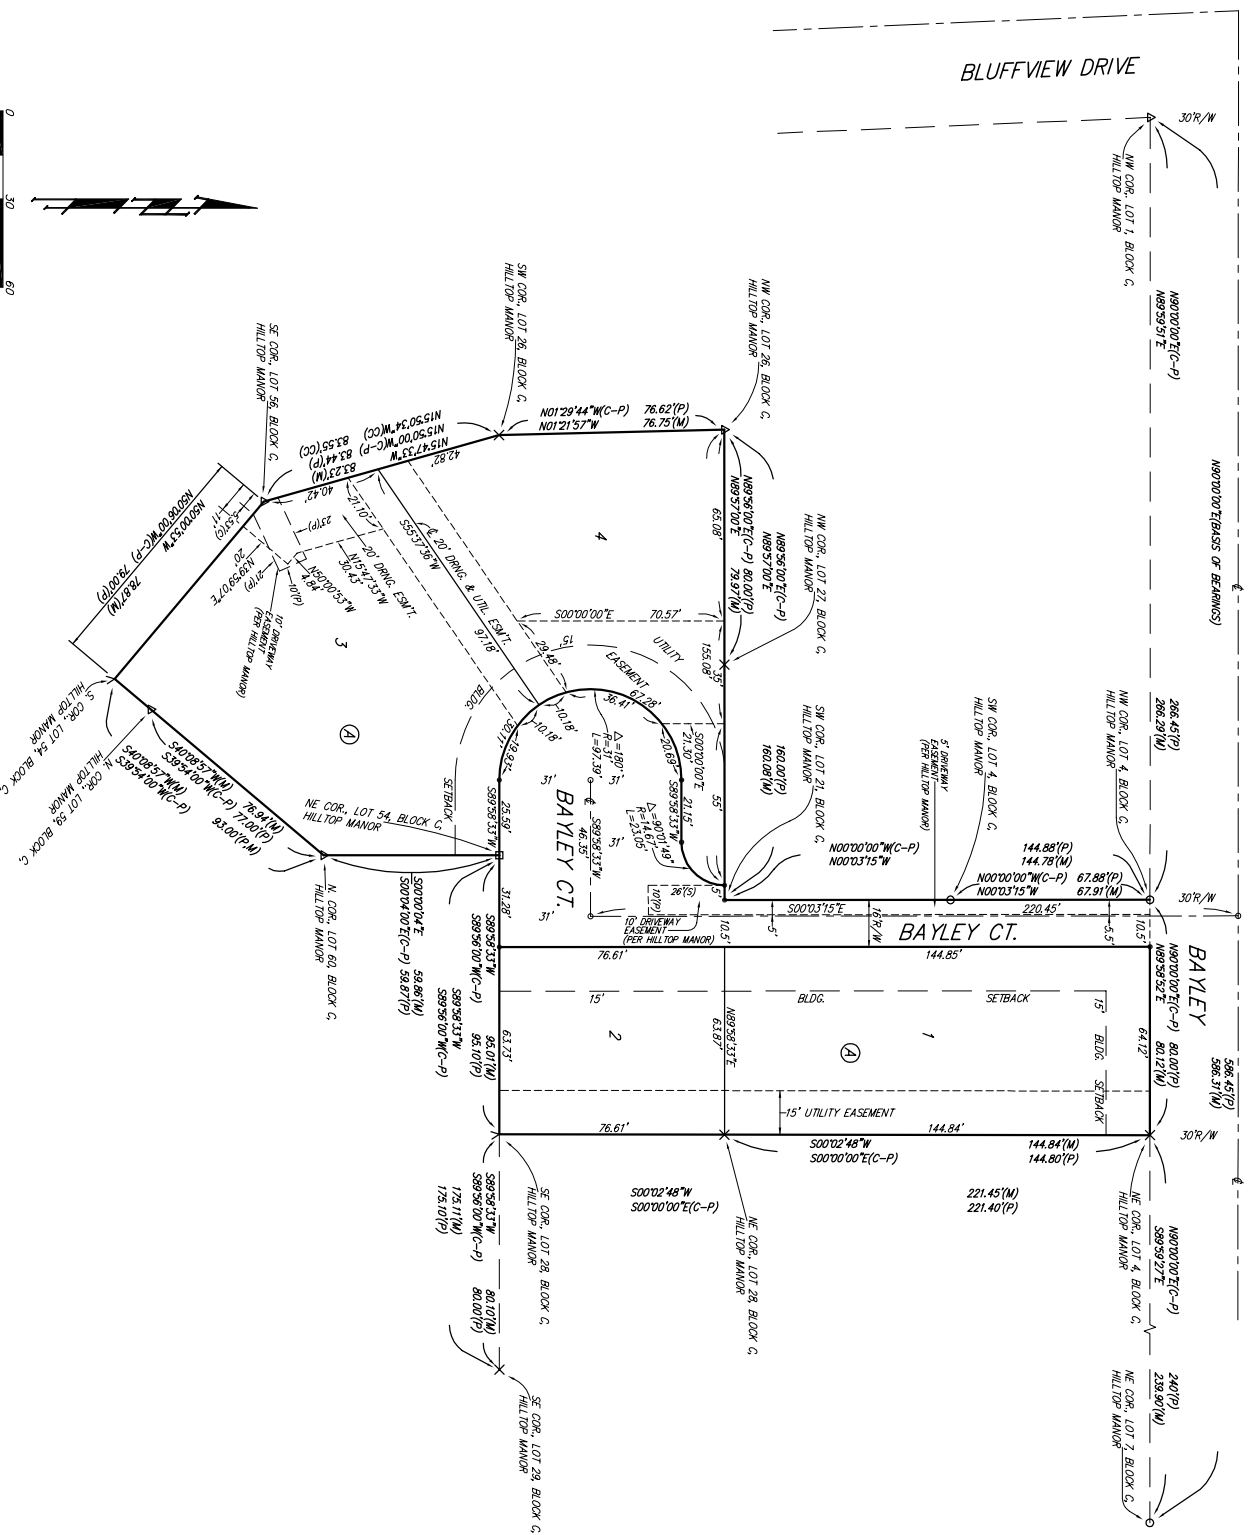 BLUFFVIEW DRIVE
30'R/W
NW COR., LOT 1, BLOCK C,
HILLTOP MANOR
N90°00'00"E(C-P)
N89°59'51"E
266.45'(P)
266.29'(M)
N90°00'00"E(BASIS OF BEARINGS)
586.45'(P)
586.31'(M)
℄
℄
0
30
60
SW COR., LOT 26, BLOCK C,
HILLTOP MANOR
NW COR., LOT 26, BLOCK C,
HILLTOP MANOR
N01°29'44"W(C-P) 76.62'(P)
N01°21'57"W 76.75'(M)
N89°56'00"E(C-P) 80.00'(P)
N89°57'00"E 79.97'(M)
N89°56'00"E(C-P)
N89°57'00"E
160.00'(P)
160.08'(M)
65.08'
155.08'
35'
55'
5'
NW COR., LOT 27, BLOCK C,
HILLTOP MANOR
SW COR., LOT 21, BLOCK C,
HILLTOP MANOR
SW COR., LOT 4, BLOCK C,
HILLTOP MANOR
NW COR., LOT 4, BLOCK C,
HILLTOP MANOR
5' DRIVEWAY
EASEMENT
(PER HILLTOP MANOR)
N00°00'00"W(C-P) 144.88'(P)
N00°03'15"W 144.78'(M)
N00°00'00"W(C-P) 67.88'(P)
N00°03'15"W 67.91'(M)
S00°03'15"E 220.45'
30'R/W
BAYLEY
BAYLEY CT.
16'R/W
5'
5.5'
10.5'
10.5'
N90°00'00"E(C-P) 80.00'(P)
N89°58'52"E 80.12'(M)
64.12'
76.61'
144.85'
15' BLDG. SETBACK
15' BLDG. SETBACK
N89°58'33"E
63.87'
1
2
A
15' UTILITY EASEMENT
76.61'
144.84'
S00°02'48"W 144.84'(M)
S00°00'00"E(C-P) 144.80'(P)
S00°02'48"W 221.45'(M)
S00°00'00"E(C-P) 221.40'(P)
30'R/W
NE COR., LOT 4, BLOCK C,
HILLTOP MANOR
NE COR., LOT 28, BLOCK C,
HILLTOP MANOR
SE COR., LOT 28, BLOCK C,
HILLTOP MANOR
SE COR., LOT 29, BLOCK C,
HILLTOP MANOR
NE COR., LOT 7, BLOCK C,
HILLTOP MANOR
N90°00'00"E(C-P) 240'(P)
S89°59'27"E 239.90'(M)
S89°58'33"W 80.10'(M)
S89°56'00"W(C-P) 80.00'(P)
175.11'(M)
175.10'(P)
S89°58'33"W 95.01'(M)
S89°56'00"W(C-P) 95.10'(P)
S89°58'33"W
S89°56'00"W(C-P)
63.73'
31.28'
S89°58'33"W 25.59'
S00°00'04"E 59.86'(M)
S00°04'00"E(C-P) 59.87'(P)
N. COR., LOT 60, BLOCK C,
HILLTOP MANOR
NE COR., LOT 54, BLOCK C,
HILLTOP MANOR
S40°08'57"W(M) 76.94'(M)
S39°54'00"W(C-P) 77.00'(P)
S40°08'57"W(M)
S39°54'00"W(C-P)
93.00'(P,M)
N. COR., LOT 59, BLOCK C,
HILLTOP MANOR
S. COR., LOT 54, BLOCK C,
HILLTOP MANOR
N50°00'53"W 78.87'(M)
N50°06'00"W(C-P) 79.00'(P)
SE COR., LOT 56, BLOCK C,
HILLTOP MANOR
N15°47'33"W 83.23'(M)
N15°50'00"W(C-P) 83.44'(P)
N15°50'34"W(CC) 83.55'(CC)
42.82'
40.42'
21.10'
11'
5.53'(C)
20'
N39°59'07"E
21'(P)
10'(P)
23'(P)
4.84'
N50°00'53"W
30.43'
N15°47'33"W
20' DRNG. ESM'T.
10' DRIVEWAY
EASEMENT
(PER HILLTOP MANOR)
℄ 20' DRNG. & UTIL. ESM'T.
S55°37'36"W
97.18'
4
3
A
S00°00'00"E 70.57'
15'
UTILITY
EASEMENT
29.48'
BLDG.
SETBACK
67.28'
36.41'
10.18'
10.18'
30.11'
19.93'
20.69'
S00°00'00"E
21.30'
21.15'
S89°58'33"W
△=180°
R=31'
L=97.39'
△=90°01'49"
R=14.67'
L=23.05'
31'
31'
31'
31'
℄
S89°58'33"W
46.35'
BAYLEY CT.
26'(S)
10' DRIVEWAY
EASEMENT
(PER HILLTOP MANOR)